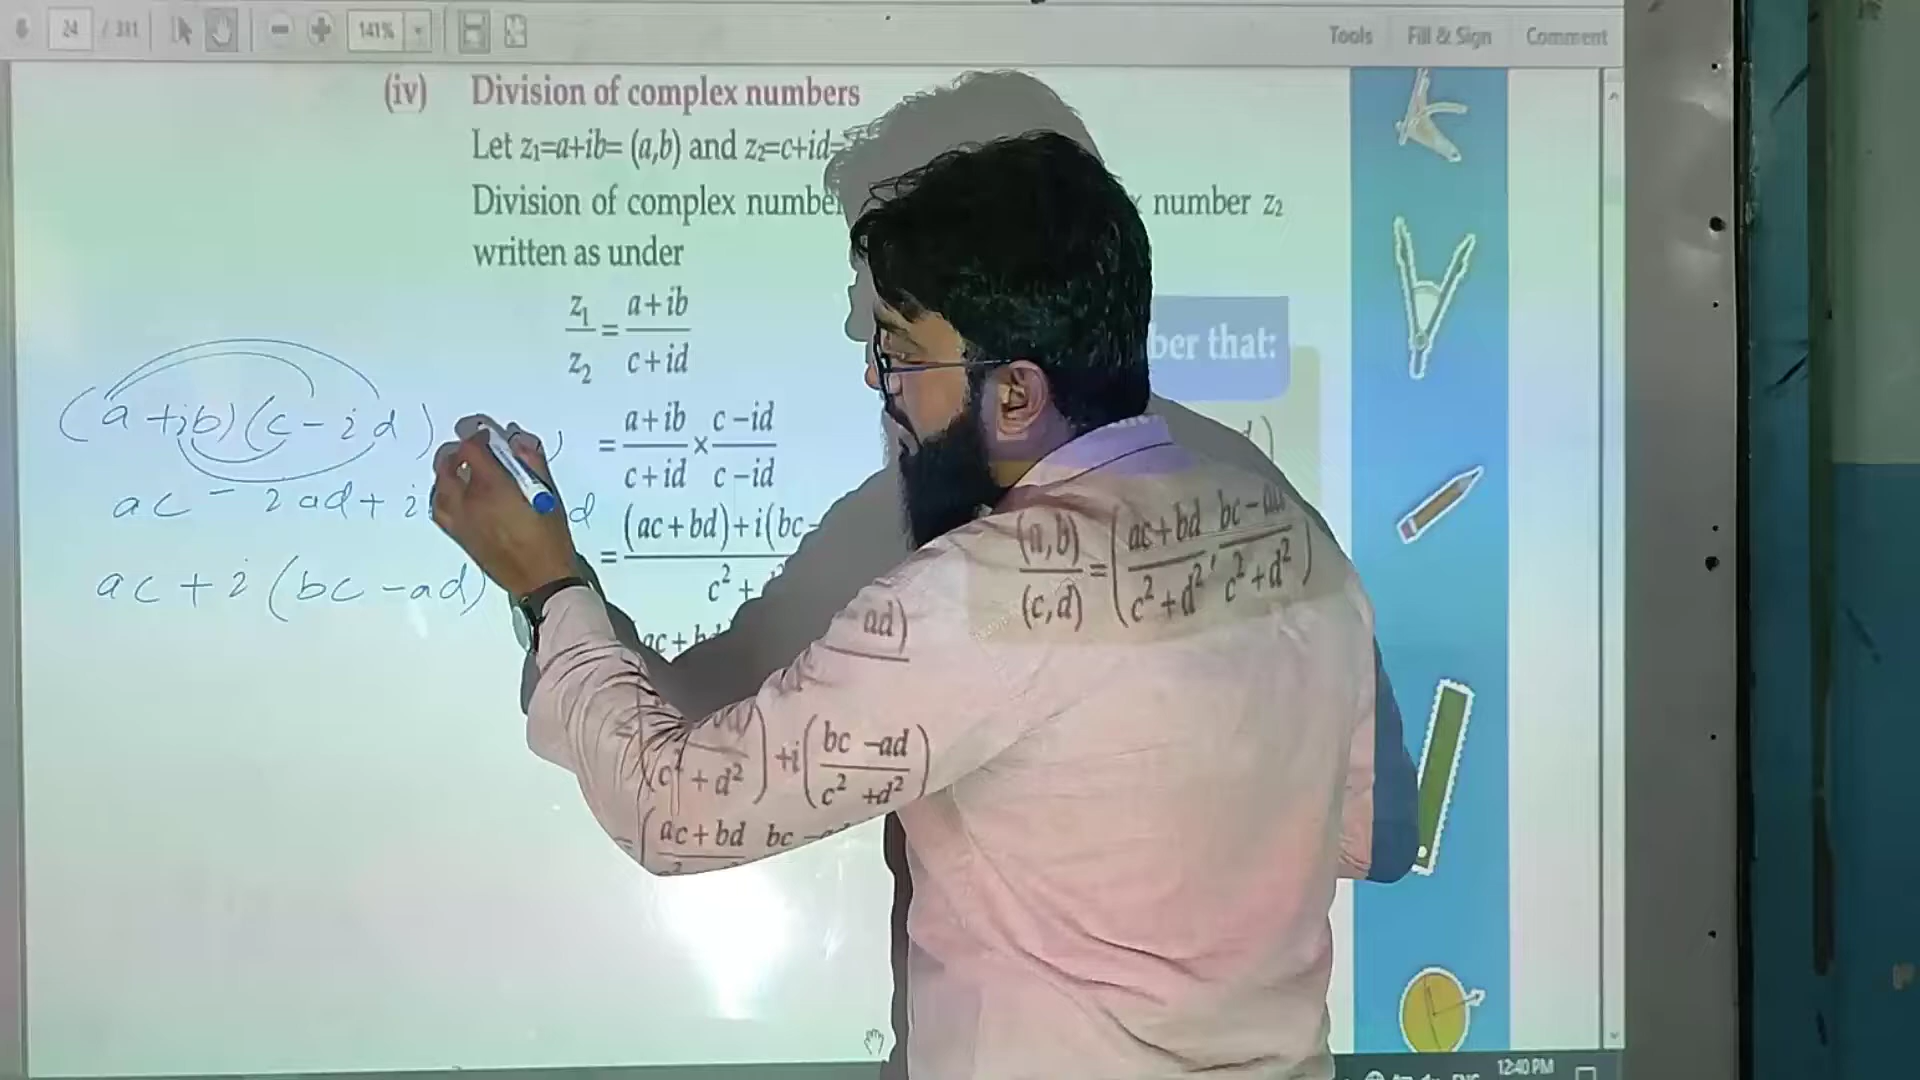 24 / 311 141% Tools Fill & Sign Comment
(iv) Division of complex numbers
Let z₁=a+ib= (a,b) and z₂=c+id=
Division of complex number number z₂
written as under
z₁/z₂ = (a+ib)/(c+id)
= (a+ib)/(c+id) × (c-id)/(c-id)
(ac+bd)+i(bc-
c² +
ac+b
ad)
c² + d² ) +i( (bc -ad)/(c² +d²) )
ac+bd bc
ber that:
(a,b)/(c,d) = ( (ac+bd)/(c²+d²), (bc-ad)/(c²+d²) )
(a+ib)(c-id)
ac - iad+i d
ac+i(bc-ad)
12:40 PM